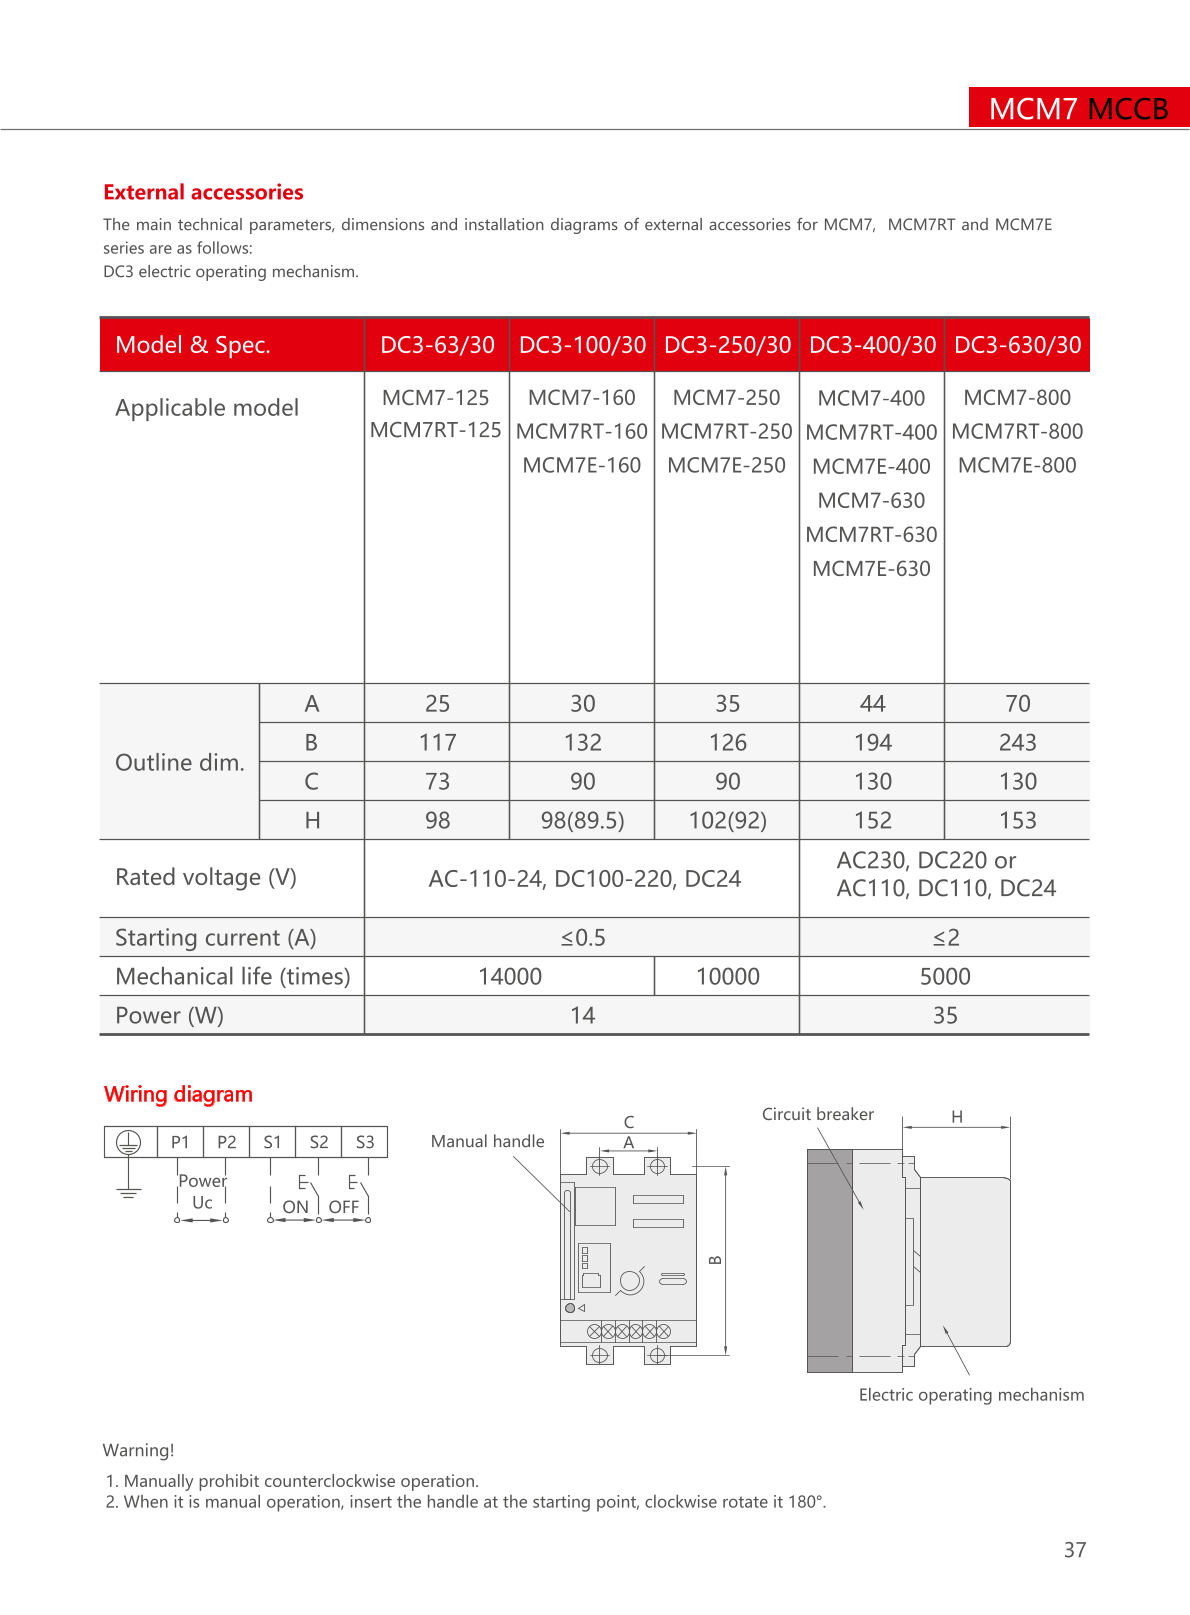 MCM7 MCCB
External accessories
The main technical parameters, dimensions and installation diagrams of external accessories for MCM7, MCM7RT and MCM7E
series are as follows:
DC3 electric operating mechanism.
Model & Spec. DC3-63/30 DC3-100/30 DC3-250/30 DC3-400/30 DC3-630/30
Applicable model MCM7-125 MCM7-160 MCM7-250 MCM7-400 MCM7-800
MCM7RT-125 MCM7RT-160 MCM7RT-250 MCM7RT-400 MCM7RT-800
MCM7E-160 MCM7E-250 MCM7E-400 MCM7E-800
MCM7-630
MCM7RT-630
MCM7E-630
Outline dim.
A 25 30 35 44 70
B 117 132 126 194 243
C 73 90 90 130 130
H 98 98(89.5) 102(92) 152 153
Rated voltage (V) AC-110-24, DC100-220, DC24 AC230, DC220 or
AC110, DC110, DC24
Starting current (A) ≤0.5 ≤2
Mechanical life (times) 14000 10000 5000
Power (W) 14 35
Wiring diagram
P1 P2 S1 S2 S3
Power
Uc
ON OFF
Manual handle
C
A
B
Circuit breaker
H
Electric operating mechanism
Warning!
1. Manually prohibit counterclockwise operation.
2. When it is manual operation, insert the handle at the starting point, clockwise rotate it 180°.
37